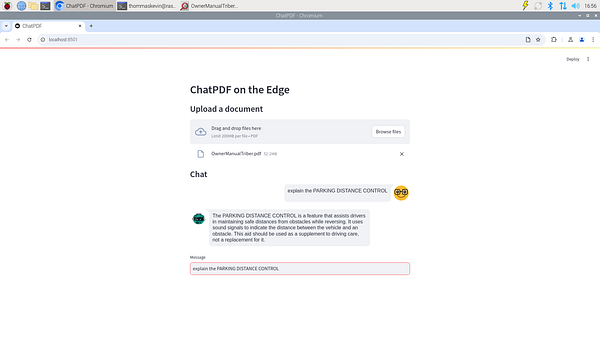 ChatPDF - Chromium
thommaskevin@ras...
OwnerManualTriber...
16:56
ChatPDF - Chromium
ChatPDF
localhost:8501
Deploy
ChatPDF on the Edge
Upload a document
Drag and drop files here
Limit 200MB per file • PDF
Browse files
OwnerManualTriber.pdf 52.2MB
Chat
explain the PARKING DISTANCE CONTROL
The PARKING DISTANCE CONTROL is a feature that assists drivers
in maintaining safe distances from obstacles while reversing. It uses
sound signals to indicate the distance between the vehicle and an
obstacle. This aid should be used as a supplement to driving care,
not a replacement for it.
Message
explain the PARKING DISTANCE CONTROL